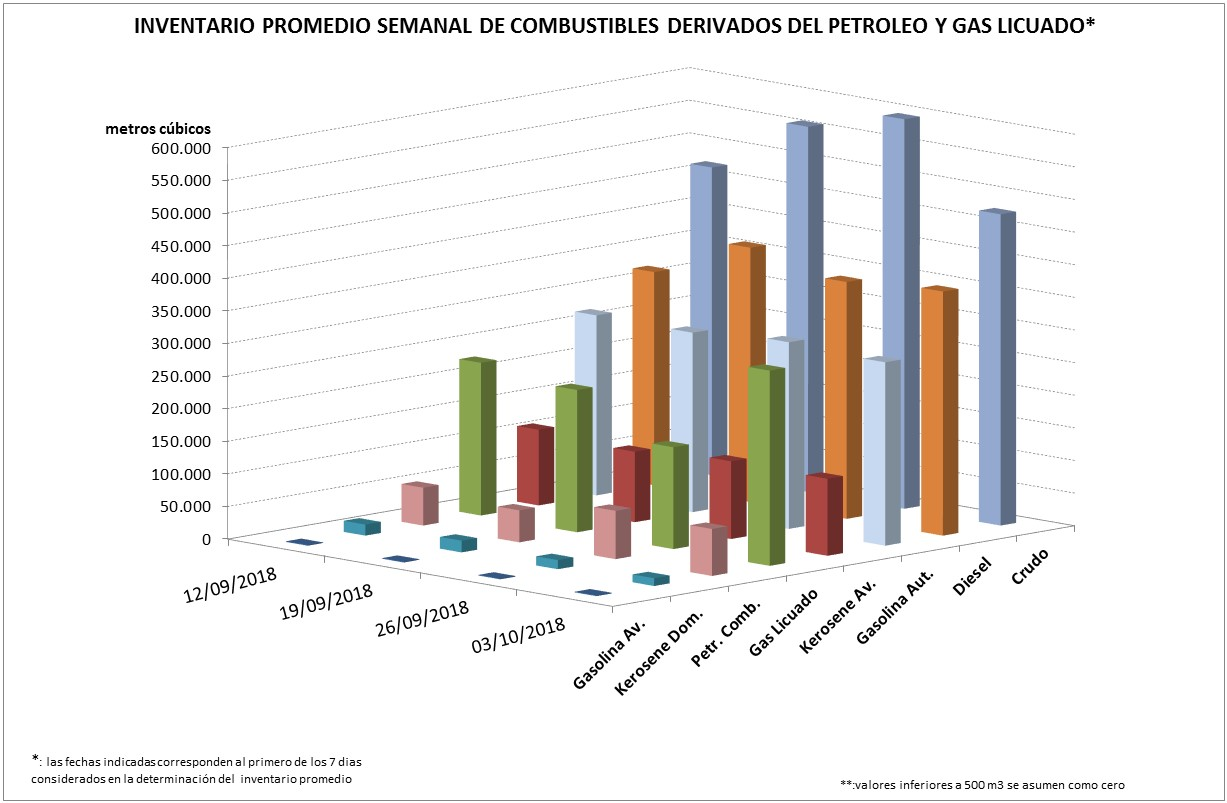 INVENTARIO PROMEDIO SEMANAL DE COMBUSTIBLES DERIVADOS DEL PETROLEO Y GAS LICUADO*
metros cúbicos
600.000
550.000
500.000
450.000
400.000
350.000
300.000
250.000
200.000
150.000
100.000
50.000
0
12/09/2018
19/09/2018
26/09/2018
03/10/2018
Gasolina Av.
Kerosene Dom.
Petr. Comb.
Gas Licuado
Kerosene Av.
Gasolina Aut.
Diesel
Crudo
*: las fechas indicadas corresponden al primero de los 7 dias
considerados en la determinación del inventario promedio
**:valores inferiores a 500 m3 se asumen como cero